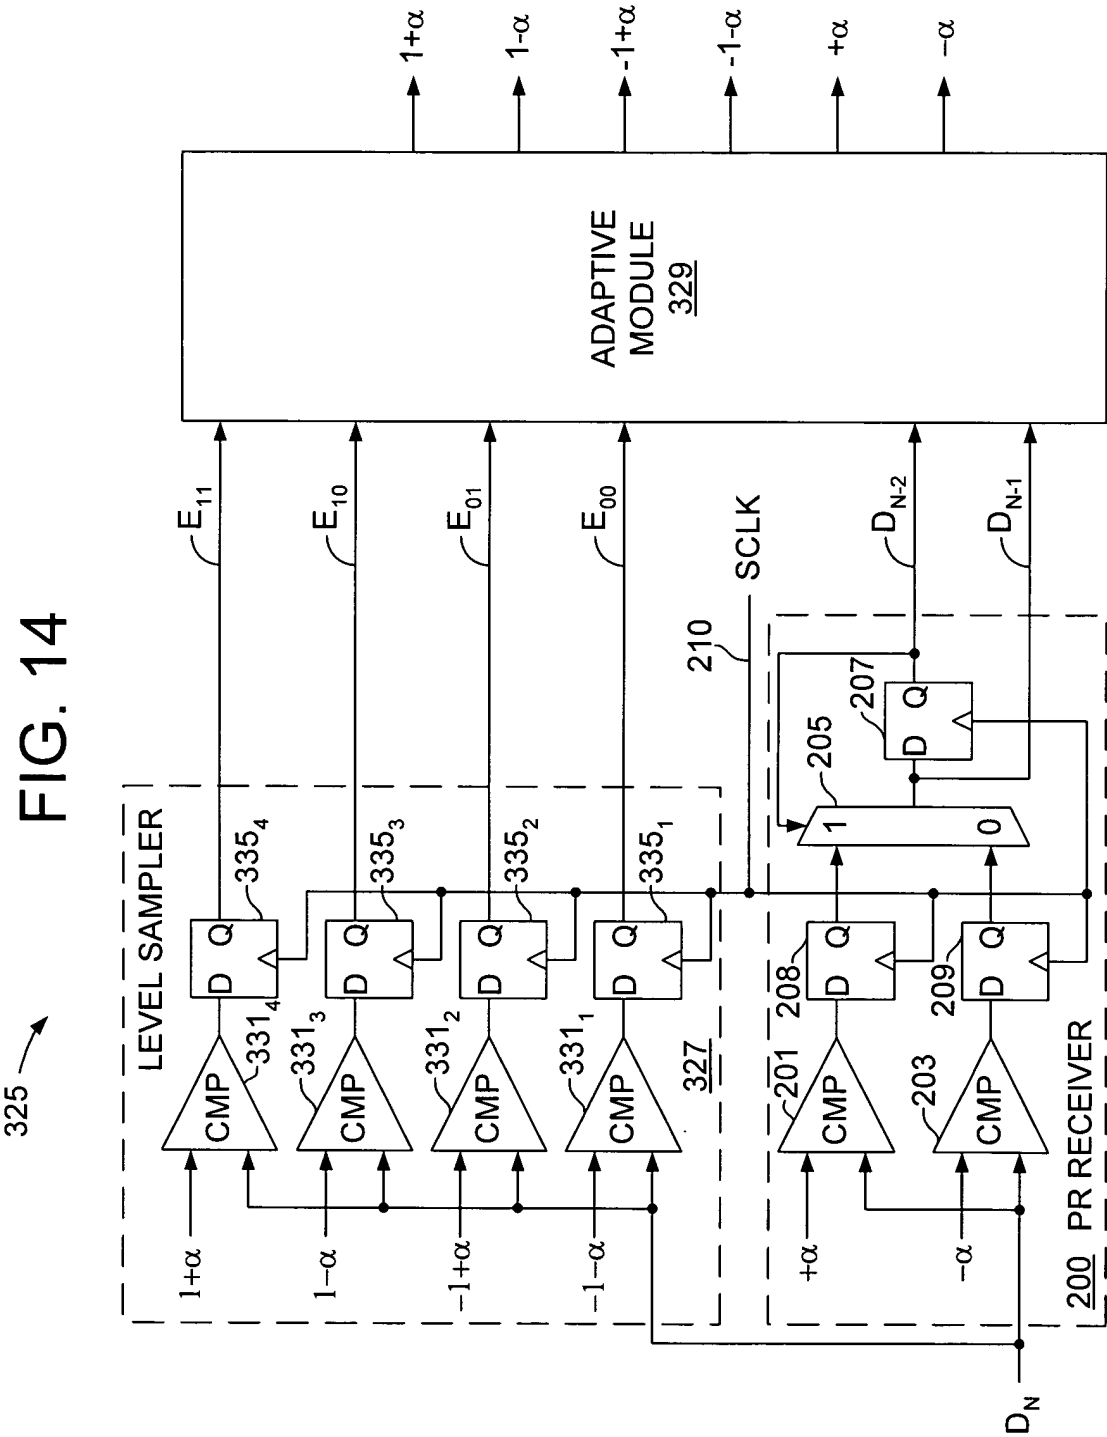 FIG. 14
325
LEVEL SAMPLER
1+α
CMP
331₄
D Q
335₄
E₁₁
1−α
CMP
331₃
D Q
335₃
E₁₀
−1+α
CMP
331₂
D Q
335₂
E₀₁
−1−α
CMP
331₁
D Q
335₁
E₀₀
327
210
SCLK
+α
CMP
201
D Q
208
−α
CMP
203
D Q
209
1
0
205
D Q
207
D_N-2
D_N-1
D_N
200 PR RECEIVER
ADAPTIVE
MODULE
329
1+α
1-α
-1+α
-1-α
+α
−α